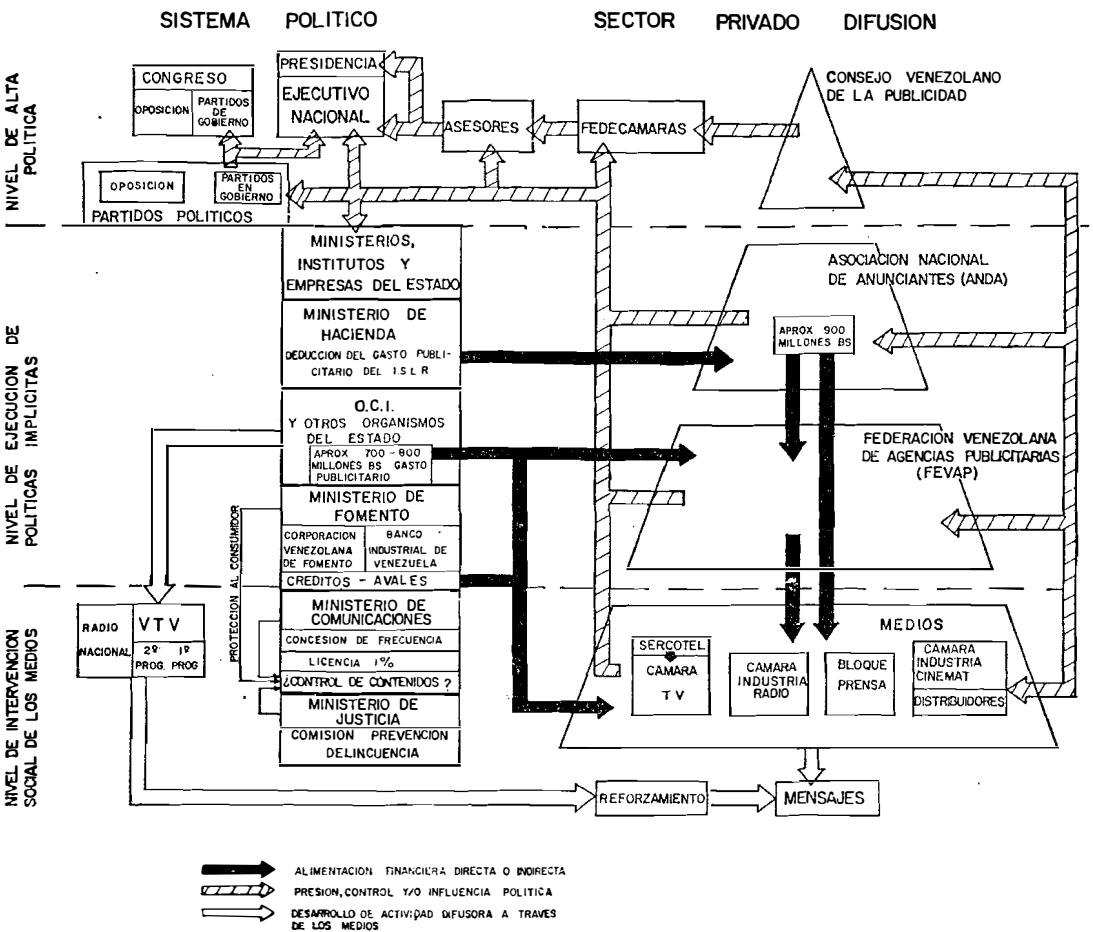 SISTEMA POLITICO
SECTOR PRIVADO DIFUSION
NIVEL DE ALTA
POLITICA
CONGRESO
OPOSICION
PARTIDOS
DE
GOBIERNO
PRESIDENCIA
EJECUTIVO
NACIONAL
ASESORES
FEDECAMARAS
CONSEJO VENEZOLANO
DE LA PUBLICIDAD
OPOSICION
PARTIDOS
EN
GOBIERNO
PARTIDOS POLITICOS
NIVEL DE EJECUCION DE
POLITICAS IMPLICITAS
MINISTERIOS,
INSTITUTOS Y
EMPRESAS DEL ESTADO
MINISTERIO DE
HACIENDA
DEDUCCION DEL GASTO PUBLI-
CITARIO DEL I.S.L.R
O.C.I.
Y OTROS ORGANISMOS
DEL ESTADO
APROX 700-800
MILLONES BS GASTO
PUBLICITARIO
MINISTERIO DE
FOMENTO
CORPORACION
VENEZOLANA
DE FOMENTO
BANCO
INDUSTRIAL DE
VENEZUELA
CREDITOS - AVALES
ASOCIACION NACIONAL
DE ANUNCIANTES (ANDA)
APROX 900
MILLONES BS
FEDERACION VENEZOLANA
DE AGENCIAS PUBLICITARIAS
(FEVAP)
PROTECCION AL CONSUMIDOR
NIVEL DE INTERVENCION
SOCIAL DE LOS MEDIOS
RADIO
NACIONAL
VTV
2º 1º
PROG. PROG
MINISTERIO DE
COMUNICACIONES
CONCESION DE FRECUENCIA
LICENCIA 1%
¿CONTROL DE CONTENIDOS?
MINISTERIO DE
JUSTICIA
COMISION PREVENCION
DELINCUENCIA
MEDIOS
SERCOTEL
CAMARA
TV
CAMARA
INDUSTRIA
RADIO
BLOQUE
PRENSA
CAMARA
INDUSTRIA
CINEMAT
DISTRIBUIDORES
REFORZAMIENTO
MENSAJES
ALIMENTACION FINANCIERA DIRECTA O INDIRECTA
PRESION, CONTROL Y/O INFLUENCIA POLITICA
DESARROLLO DE ACTIVIDAD DIFUSORA A TRAVES
DE LOS MEDIOS